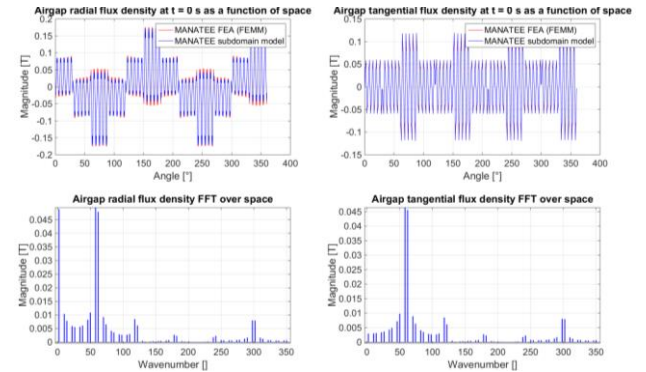 Airgap radial flux density at t = 0 s as a function of space
0.2
0.15
0.1
0.05
0
-0.05
-0.1
-0.15
-0.2
Magnitude [T]
MANATEE FEA (FEMM)
MANATEE subdomain model
0 50 100 150 200 250 300 350 400
Angle [°]
Airgap tangential flux density at t = 0 s as a function of space
0.15
0.1
0.05
0
-0.05
-0.1
-0.15
Magnitude [T]
MANATEE FEA (FEMM)
MANATEE subdomain model
0 50 100 150 200 250 300 350 400
Angle [°]
Airgap radial flux density FFT over space
0.045
0.04
0.035
0.03
0.025
0.02
0.015
0.01
0.005
0
Magnitude [T]
0 50 100 150 200 250 300 350
Wavenumber []
Airgap tangential flux density FFT over space
0.045
0.04
0.035
0.03
0.025
0.02
0.015
0.01
0.005
0
Magnitude [T]
0 50 100 150 200 250 300 350
Wavenumber []